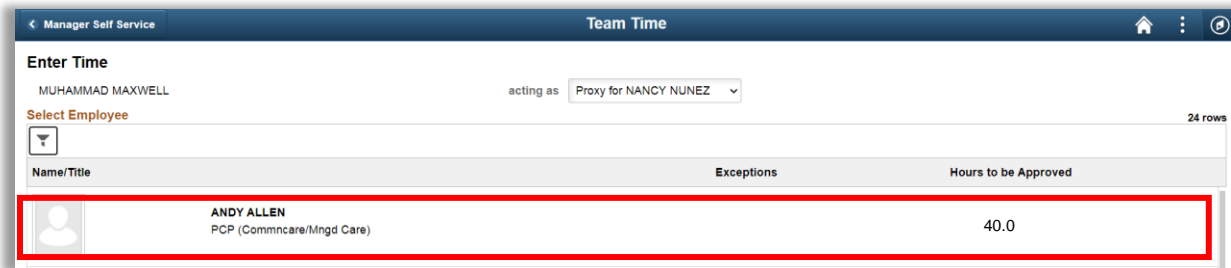 Manager Self Service Team Time
Enter Time
MUHAMMAD MAXWELL acting as Proxy for NANCY NUNEZ
Select Employee 24 rows
Name/Title Exceptions Hours to be Approved
ANDY ALLEN
PCP (Commncare/Mngd Care) 40.0